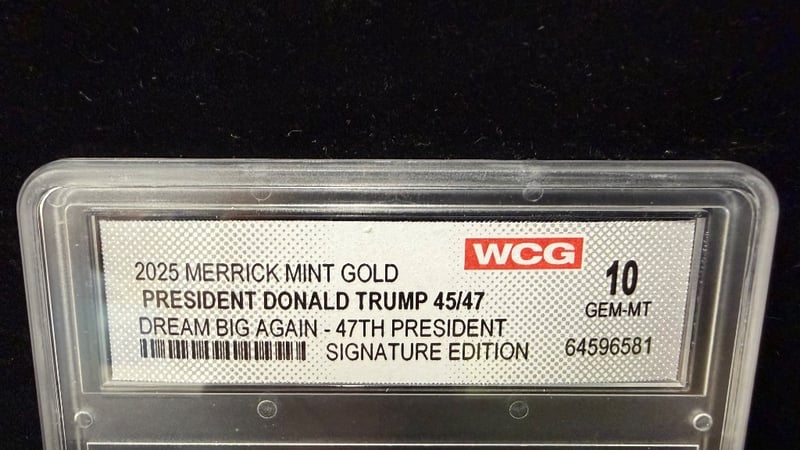 2025 MERRICK MINT GOLD
PRESIDENT DONALD TRUMP 45/47
DREAM BIG AGAIN - 47TH PRESIDENT
SIGNATURE EDITION
WCG
10
GEM-MT
64596581